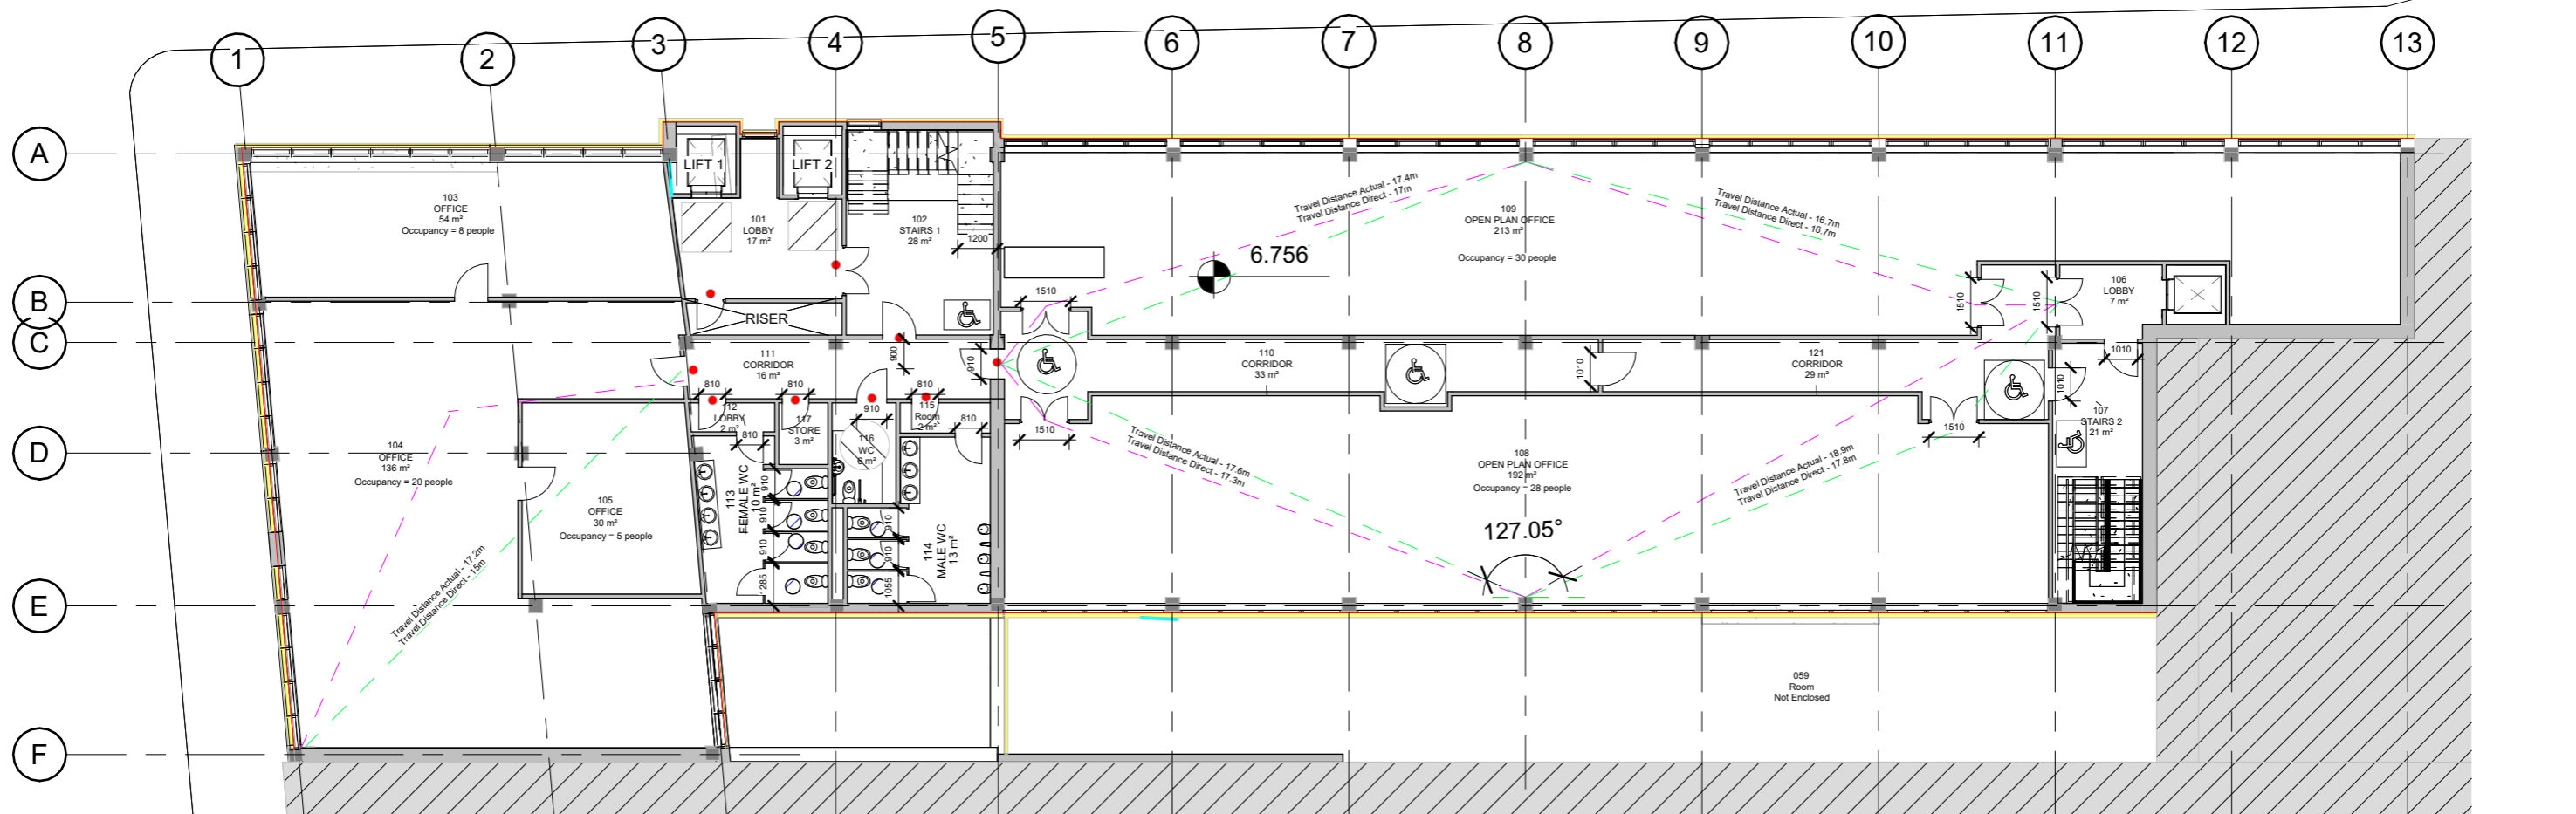 1
2
3
4
5
6
7
8
9
10
11
12
13
A
B
C
D
E
F
LIFT 1
LIFT 2
103
OFFICE
54 m²
Occupancy = 8 people
101
LOBBY
17 m²
102
STAIRS 1
28 m²
1200
RISER
Travel Distance Actual - 17.4m
Travel Distance Direct - 17m
109
OPEN PLAN OFFICE
213 m²
Occupancy = 30 people
6.756
Travel Distance Actual - 16.7m
Travel Distance Direct - 16.7m
1510
1510
1510
106
LOBBY
7 m²
111
CORRIDOR
16 m²
900
910
110
CORRIDOR
33 m²
1010
121
CORRIDOR
29 m²
1010
1010
810
810
810
112
LOBBY
2 m²
117
STORE
3 m²
910
115
Room
2 m²
810
810
116
WC
6 m²
1510
1510
107
STAIRS 2
21 m²
104
OFFICE
136 m²
Occupancy = 20 people
105
OFFICE
30 m²
Occupancy = 5 people
113
FEMALE WC
10 m²
910
910
910
1285
910
910
1055
114
MALE WC
13 m²
Travel Distance Actual - 17.6m
Travel Distance Direct - 17.3m
108
OPEN PLAN OFFICE
192 m²
Occupancy = 28 people
127.05°
Travel Distance Actual - 18.9m
Travel Distance Direct - 17.8m
Travel Distance Actual - 17.2m
Travel Distance Direct - 15m
059
Room
Not Enclosed